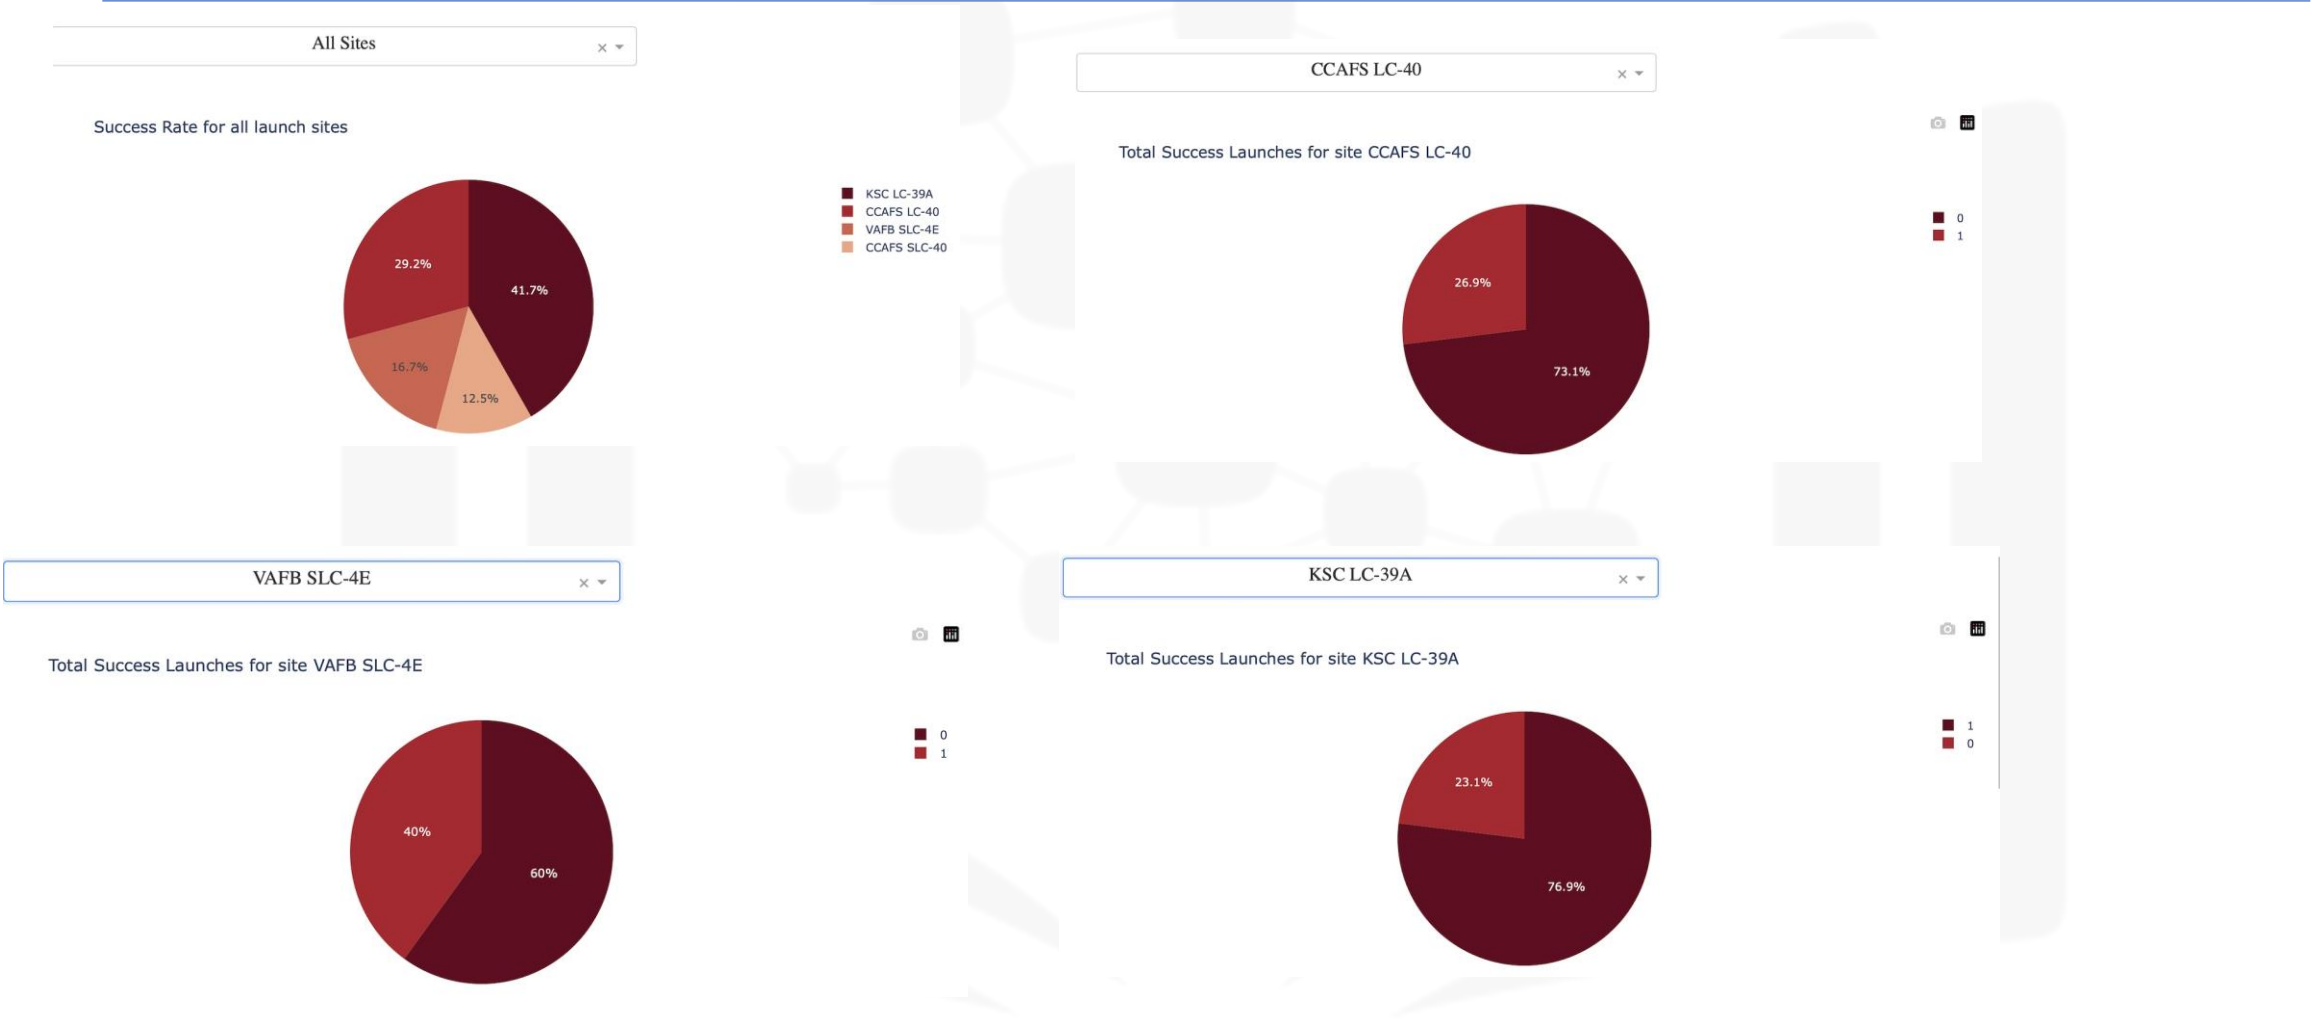 All Sites
× ▾
Success Rate for all launch sites
29.2%
41.7%
16.7%
12.5%
KSC LC-39A
CCAFS LC-40
VAFB SLC-4E
CCAFS SLC-40
CCAFS LC-40
× ▾
Total Success Launches for site CCAFS LC-40
26.9%
73.1%
0
1
VAFB SLC-4E
× ▾
Total Success Launches for site VAFB SLC-4E
40%
60%
0
1
KSC LC-39A
× ▾
Total Success Launches for site KSC LC-39A
23.1%
76.9%
1
0